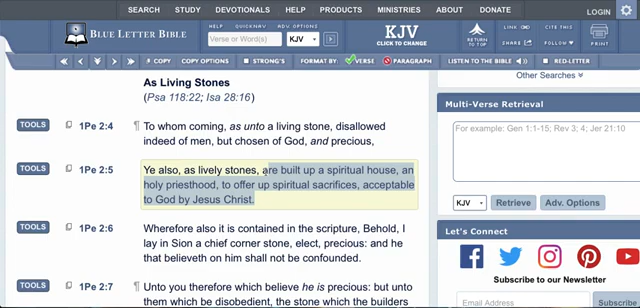 SEARCH STUDY DEVOTIONALS HELP PRODUCTS MINISTRIES ABOUT DONATE LOGIN
BLUE LETTER BIBLE
HELP QUICKNAV ADV. OPTIONS
Verse or Word(s) KJV
KJV
CLICK TO CHANGE
RETURN
TO TOP
LINK
SHARE
CITE THIS
FOLLOW
PRINT
COPY COPY OPTIONS STRONG'S FORMAT BY: VERSE PARAGRAPH LISTEN TO THE BIBLE RED-LETTER
As Living Stones
(Psa 118:22; Isa 28:16)
TOOLS 1Pe 2:4 ¶ To whom coming, as unto a living stone, disallowed
indeed of men, but chosen of God, and precious,
TOOLS 1Pe 2:5 Ye also, as lively stones, are built up a spiritual house, an
holy priesthood, to offer up spiritual sacrifices, acceptable
to God by Jesus Christ.
TOOLS 1Pe 2:6 Wherefore also it is contained in the scripture, Behold, I
lay in Sion a chief corner stone, elect, precious: and he
that believeth on him shall not be confounded.
TOOLS 1Pe 2:7 ¶ Unto you therefore which believe he is precious: but unto
them which be disobedient, the stone which the builders
Other Searches
Multi-Verse Retrieval
For example: Gen 1:1-15; Rev 3; 4; Jer 21:10
KJV Retrieve Adv. Options
Let's Connect
Subscribe to our Newsletter
Email Address Subscribe